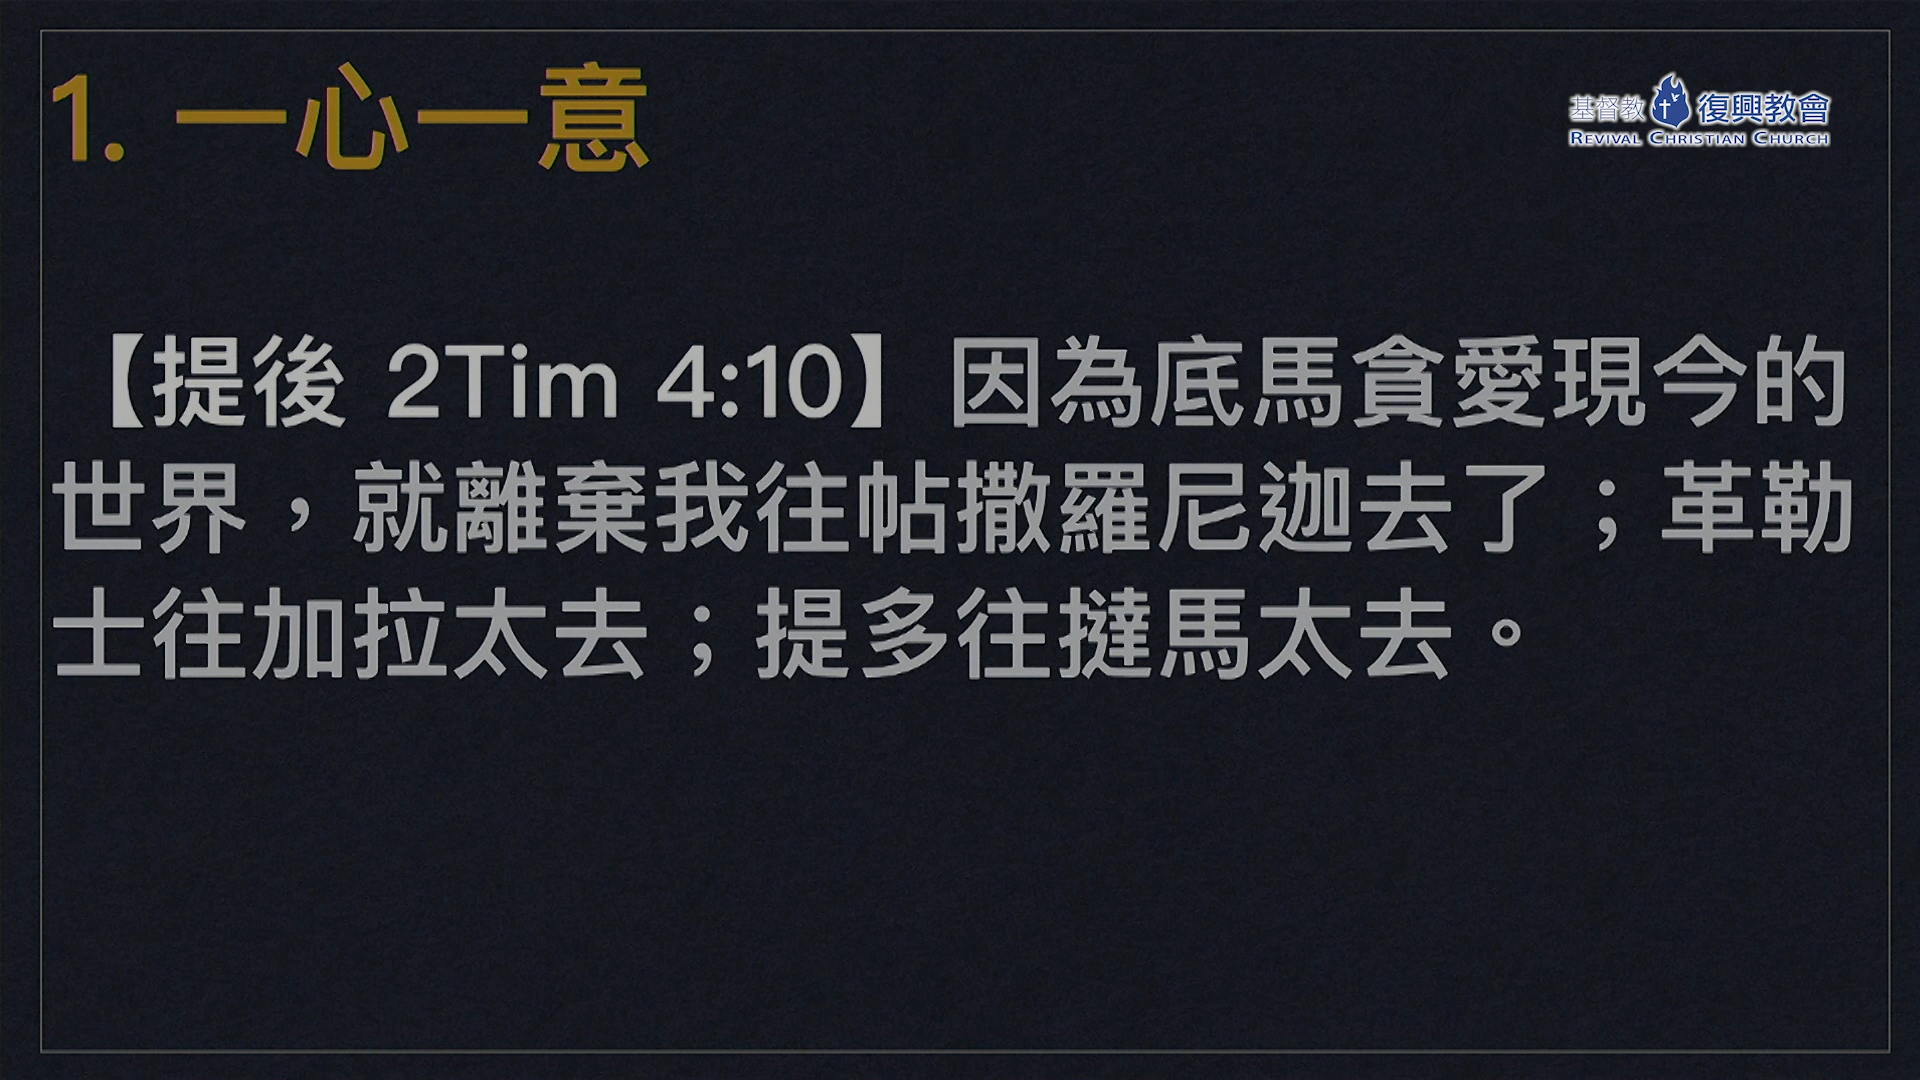 1. 一心一意
基督教 復興教會
REVIVAL CHRISTIAN CHURCH
【提後 2Tim 4:10】因為底馬貪愛現今的
世界，就離棄我往帖撒羅尼迦去了；革勒
士往加拉太去；提多往撻馬太去。